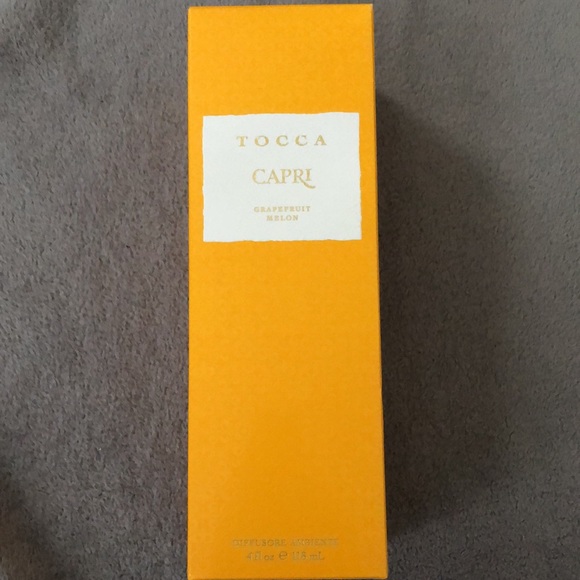 TOCCA
CAPRI
GRAPEFRUIT
MELON
DIFFUSORE AMBIENTE
4 fl oz ℮ 118 mL